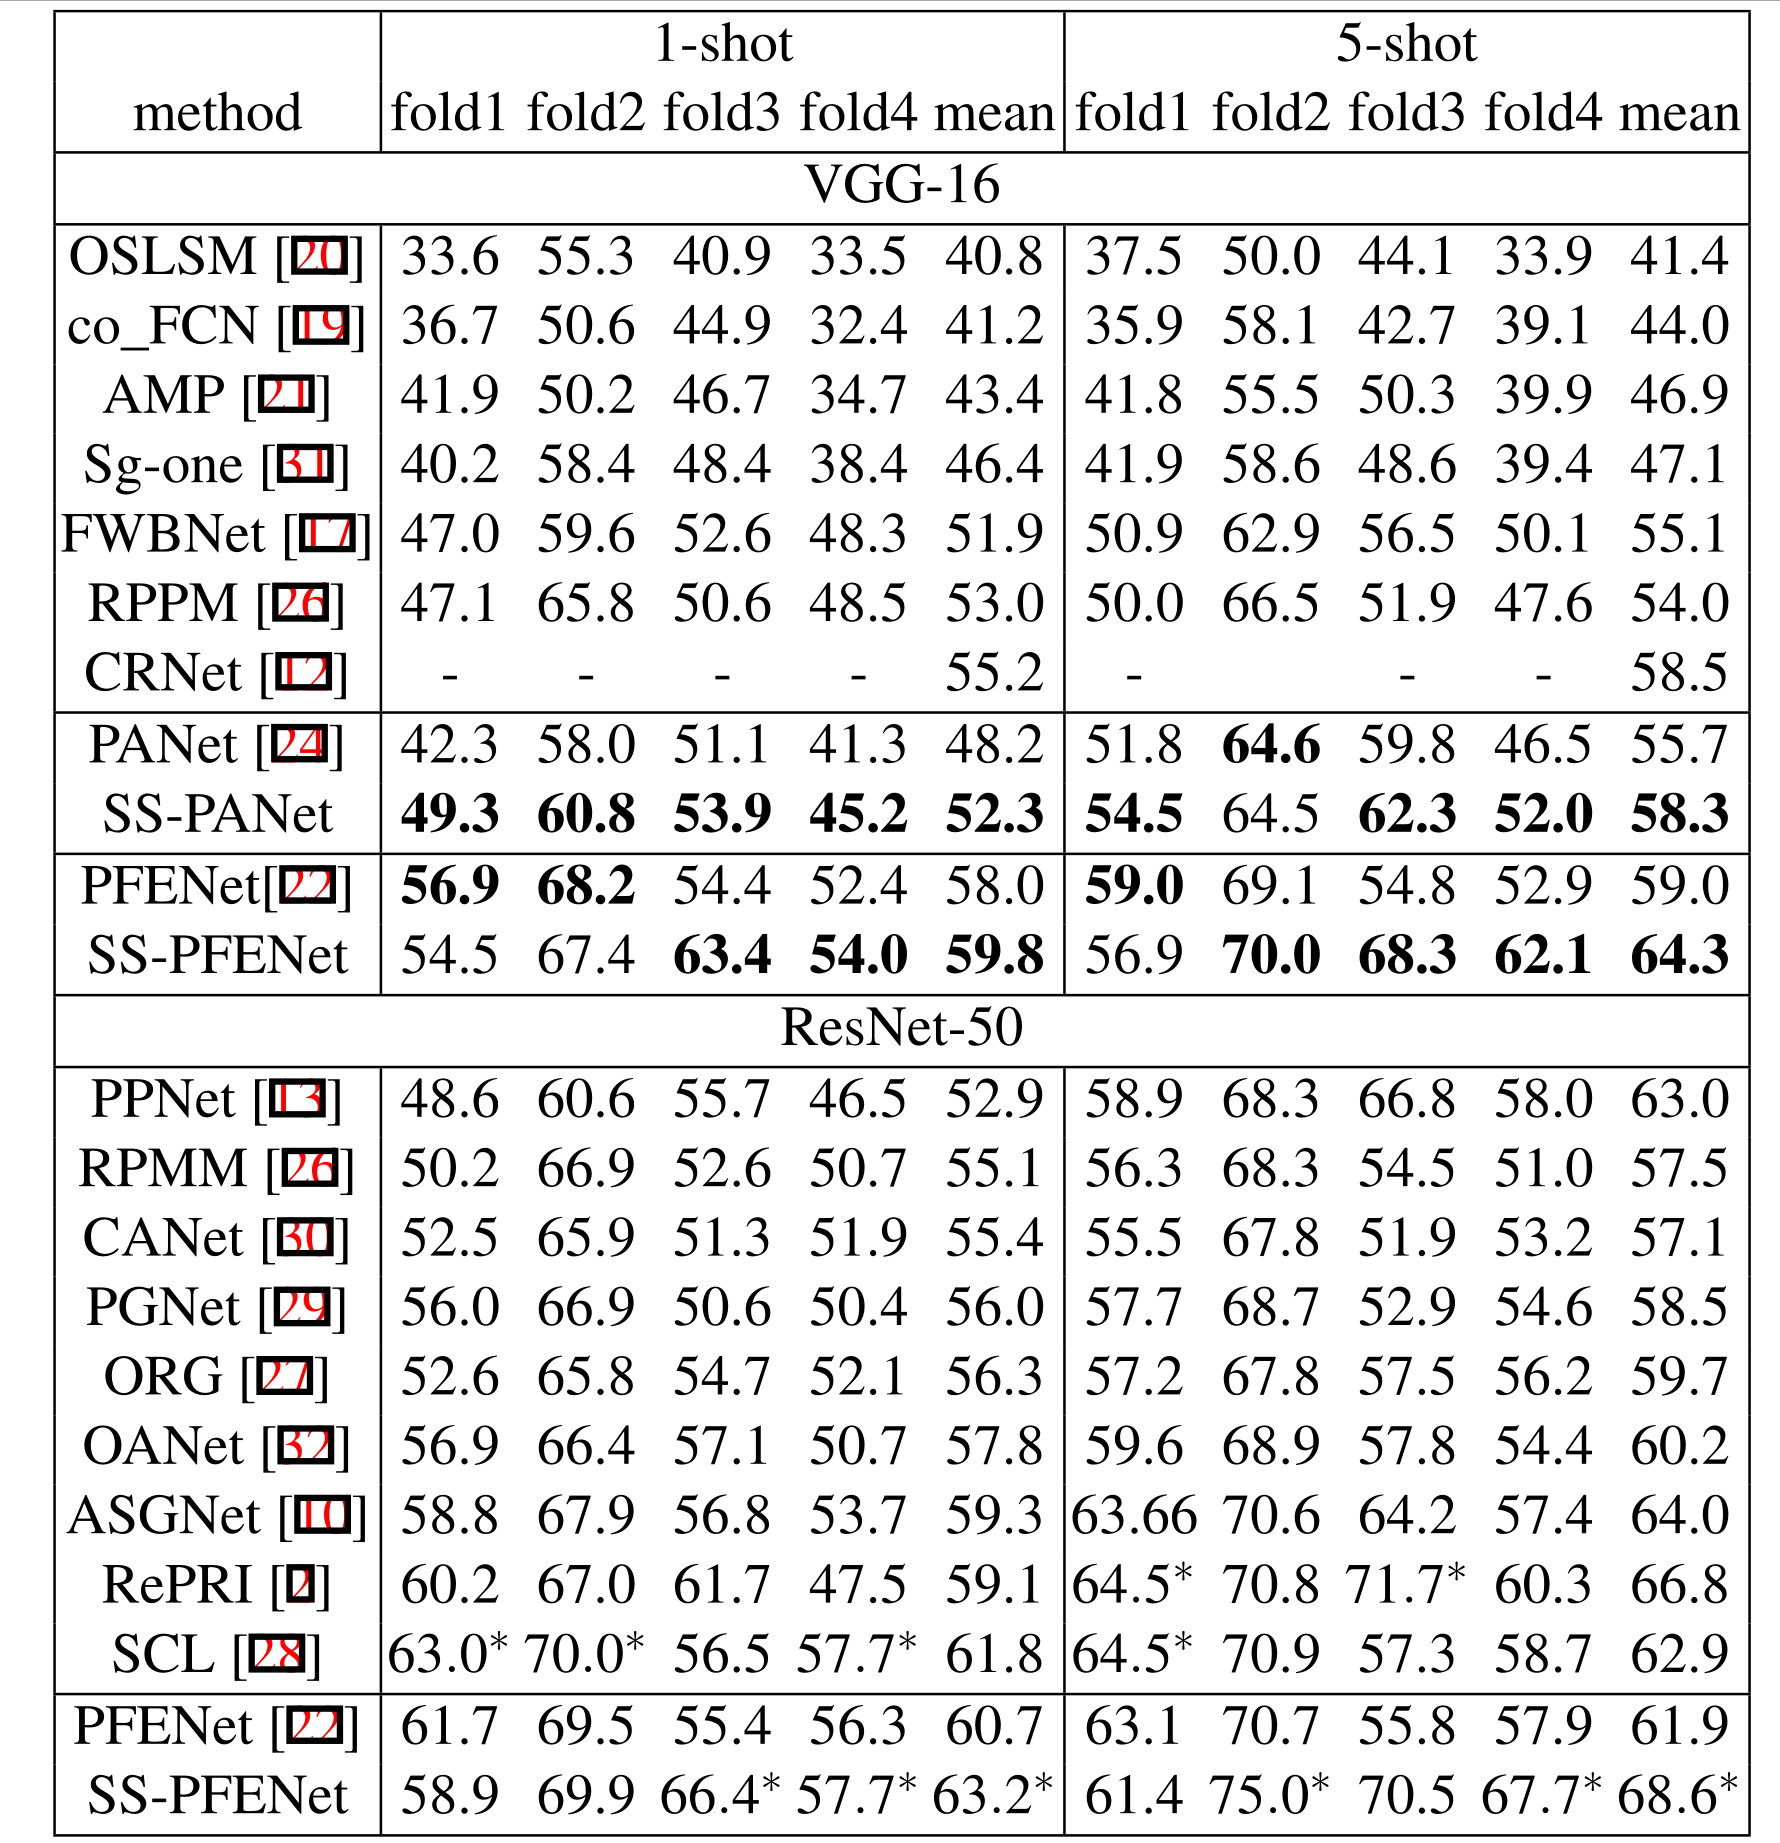 1-shot 5-shot
method fold1 fold2 fold3 fold4 mean fold1 fold2 fold3 fold4 mean
VGG-16
OSLSM [20] 33.6 55.3 40.9 33.5 40.8 37.5 50.0 44.1 33.9 41.4
co_FCN [19] 36.7 50.6 44.9 32.4 41.2 35.9 58.1 42.7 39.1 44.0
AMP [21] 41.9 50.2 46.7 34.7 43.4 41.8 55.5 50.3 39.9 46.9
Sg-one [31] 40.2 58.4 48.4 38.4 46.4 41.9 58.6 48.6 39.4 47.1
FWBNet [17] 47.0 59.6 52.6 48.3 51.9 50.9 62.9 56.5 50.1 55.1
RPPM [26] 47.1 65.8 50.6 48.5 53.0 50.0 66.5 51.9 47.6 54.0
CRNet [12] - - - - 55.2 - - - 58.5
PANet [24] 42.3 58.0 51.1 41.3 48.2 51.8 64.6 59.8 46.5 55.7
SS-PANet 49.3 60.8 53.9 45.2 52.3 54.5 64.5 62.3 52.0 58.3
PFENet[22] 56.9 68.2 54.4 52.4 58.0 59.0 69.1 54.8 52.9 59.0
SS-PFENet 54.5 67.4 63.4 54.0 59.8 56.9 70.0 68.3 62.1 64.3
ResNet-50
PPNet [13] 48.6 60.6 55.7 46.5 52.9 58.9 68.3 66.8 58.0 63.0
RPMM [26] 50.2 66.9 52.6 50.7 55.1 56.3 68.3 54.5 51.0 57.5
CANet [30] 52.5 65.9 51.3 51.9 55.4 55.5 67.8 51.9 53.2 57.1
PGNet [29] 56.0 66.9 50.6 50.4 56.0 57.7 68.7 52.9 54.6 58.5
ORG [27] 52.6 65.8 54.7 52.1 56.3 57.2 67.8 57.5 56.2 59.7
OANet [32] 56.9 66.4 57.1 50.7 57.8 59.6 68.9 57.8 54.4 60.2
ASGNet [10] 58.8 67.9 56.8 53.7 59.3 63.66 70.6 64.2 57.4 64.0
RePRI [2] 60.2 67.0 61.7 47.5 59.1 64.5* 70.8 71.7* 60.3 66.8
SCL [28] 63.0* 70.0* 56.5 57.7* 61.8 64.5* 70.9 57.3 58.7 62.9
PFENet [22] 61.7 69.5 55.4 56.3 60.7 63.1 70.7 55.8 57.9 61.9
SS-PFENet 58.9 69.9 66.4* 57.7* 63.2* 61.4 75.0* 70.5 67.7* 68.6*